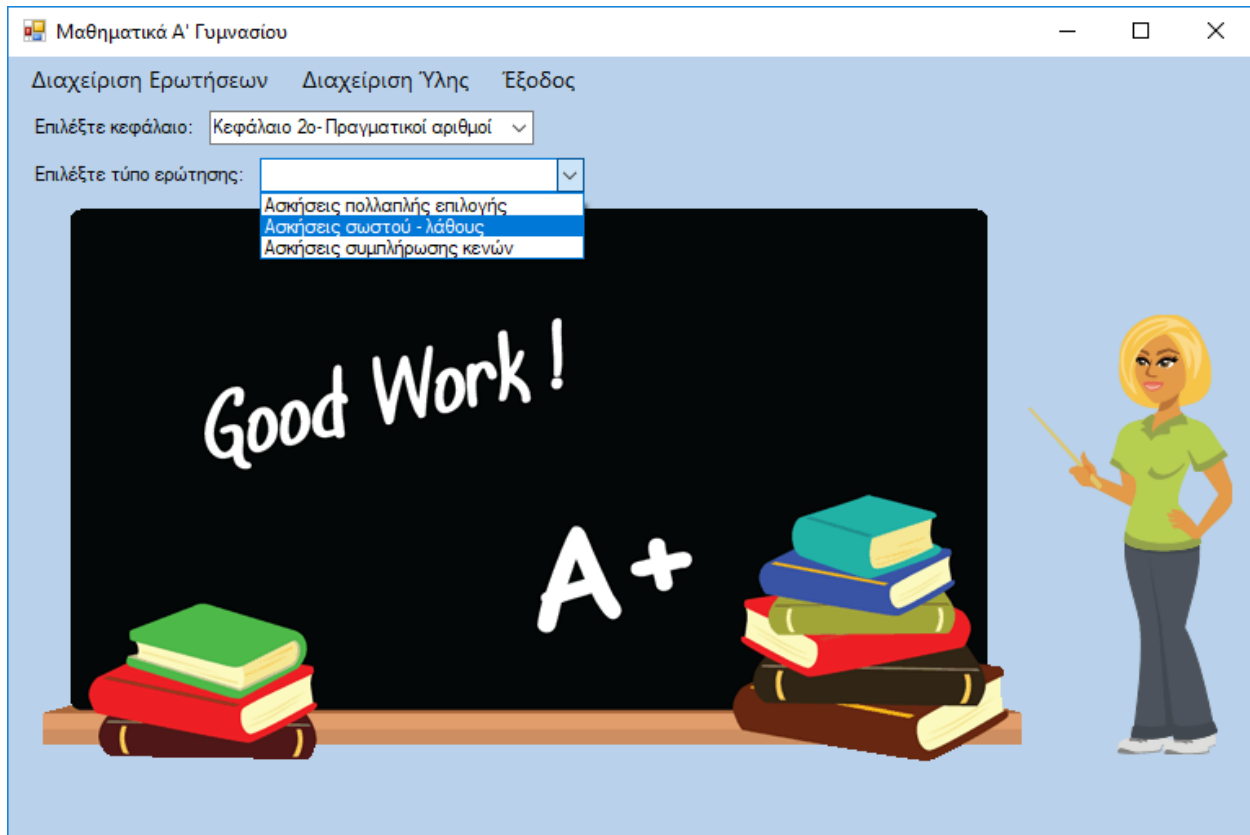 Μαθηματικά Α' Γυμνασίου
Διαχείριση Ερωτήσεων Διαχείριση Ύλης Έξοδος
Επιλέξτε κεφάλαιο: Κεφάλαιο 2ο- Πραγματικοί αριθμοί
Επιλέξτε τύπο ερώτησης:
Ασκήσεις πολλαπλής επιλογής
Ασκήσεις σωστού - λάθους
Ασκήσεις συμπλήρωσης κενών
Good Work !
A+